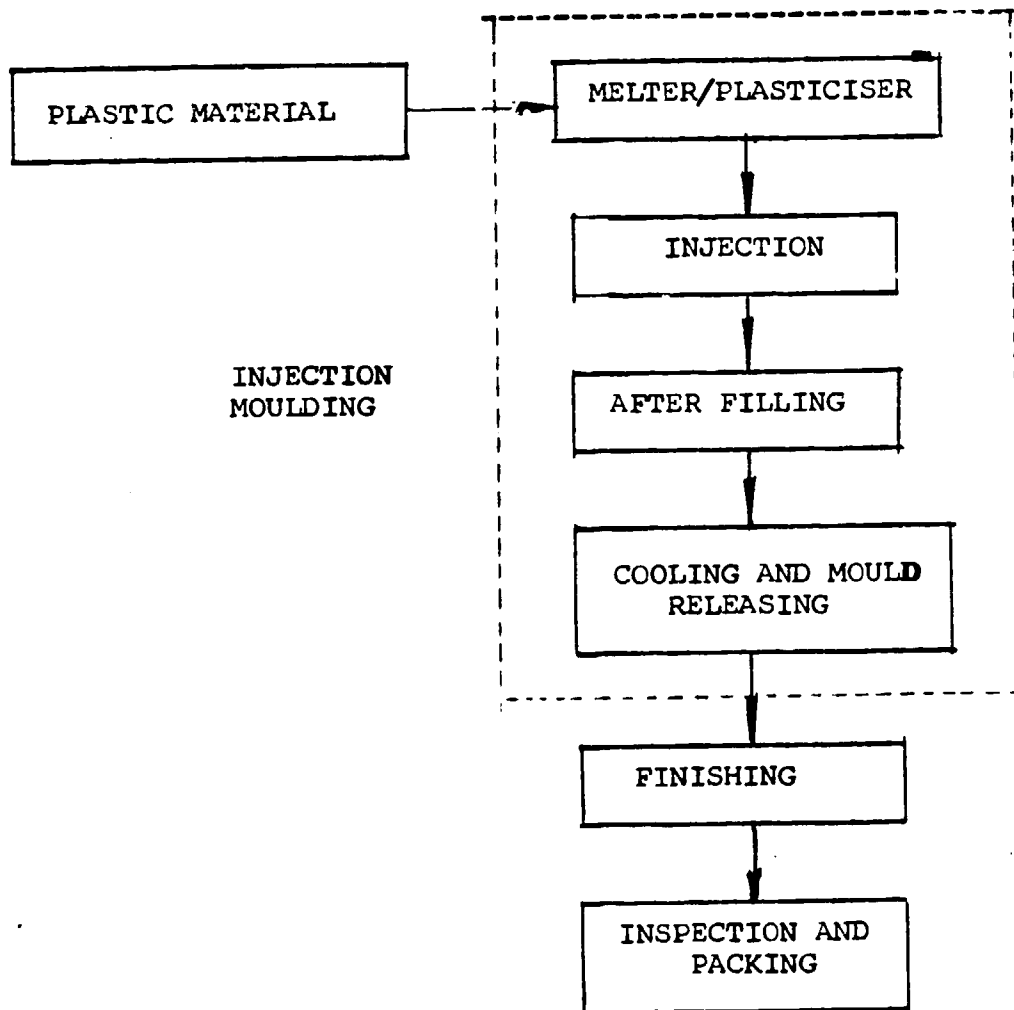 PLASTIC MATERIAL
MELTER/PLASTICISER
INJECTION
INJECTION
MOULDING
AFTER FILLING
COOLING AND MOULD
RELEASING
FINISHING
INSPECTION AND
PACKING